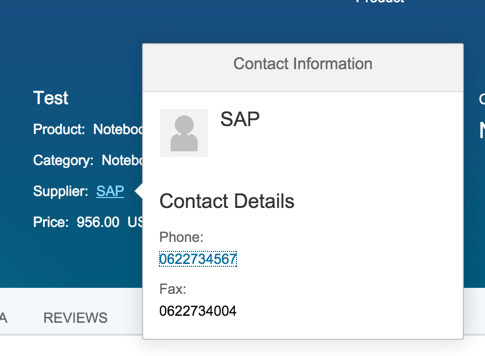 Product
Contact Information
Test
SAP
Product: Notebo
Category: Notebo
Supplier: SAP
Price: 956.00 US
Contact Details
Phone:
0622734567
Fax:
0622734004
A REVIEWS